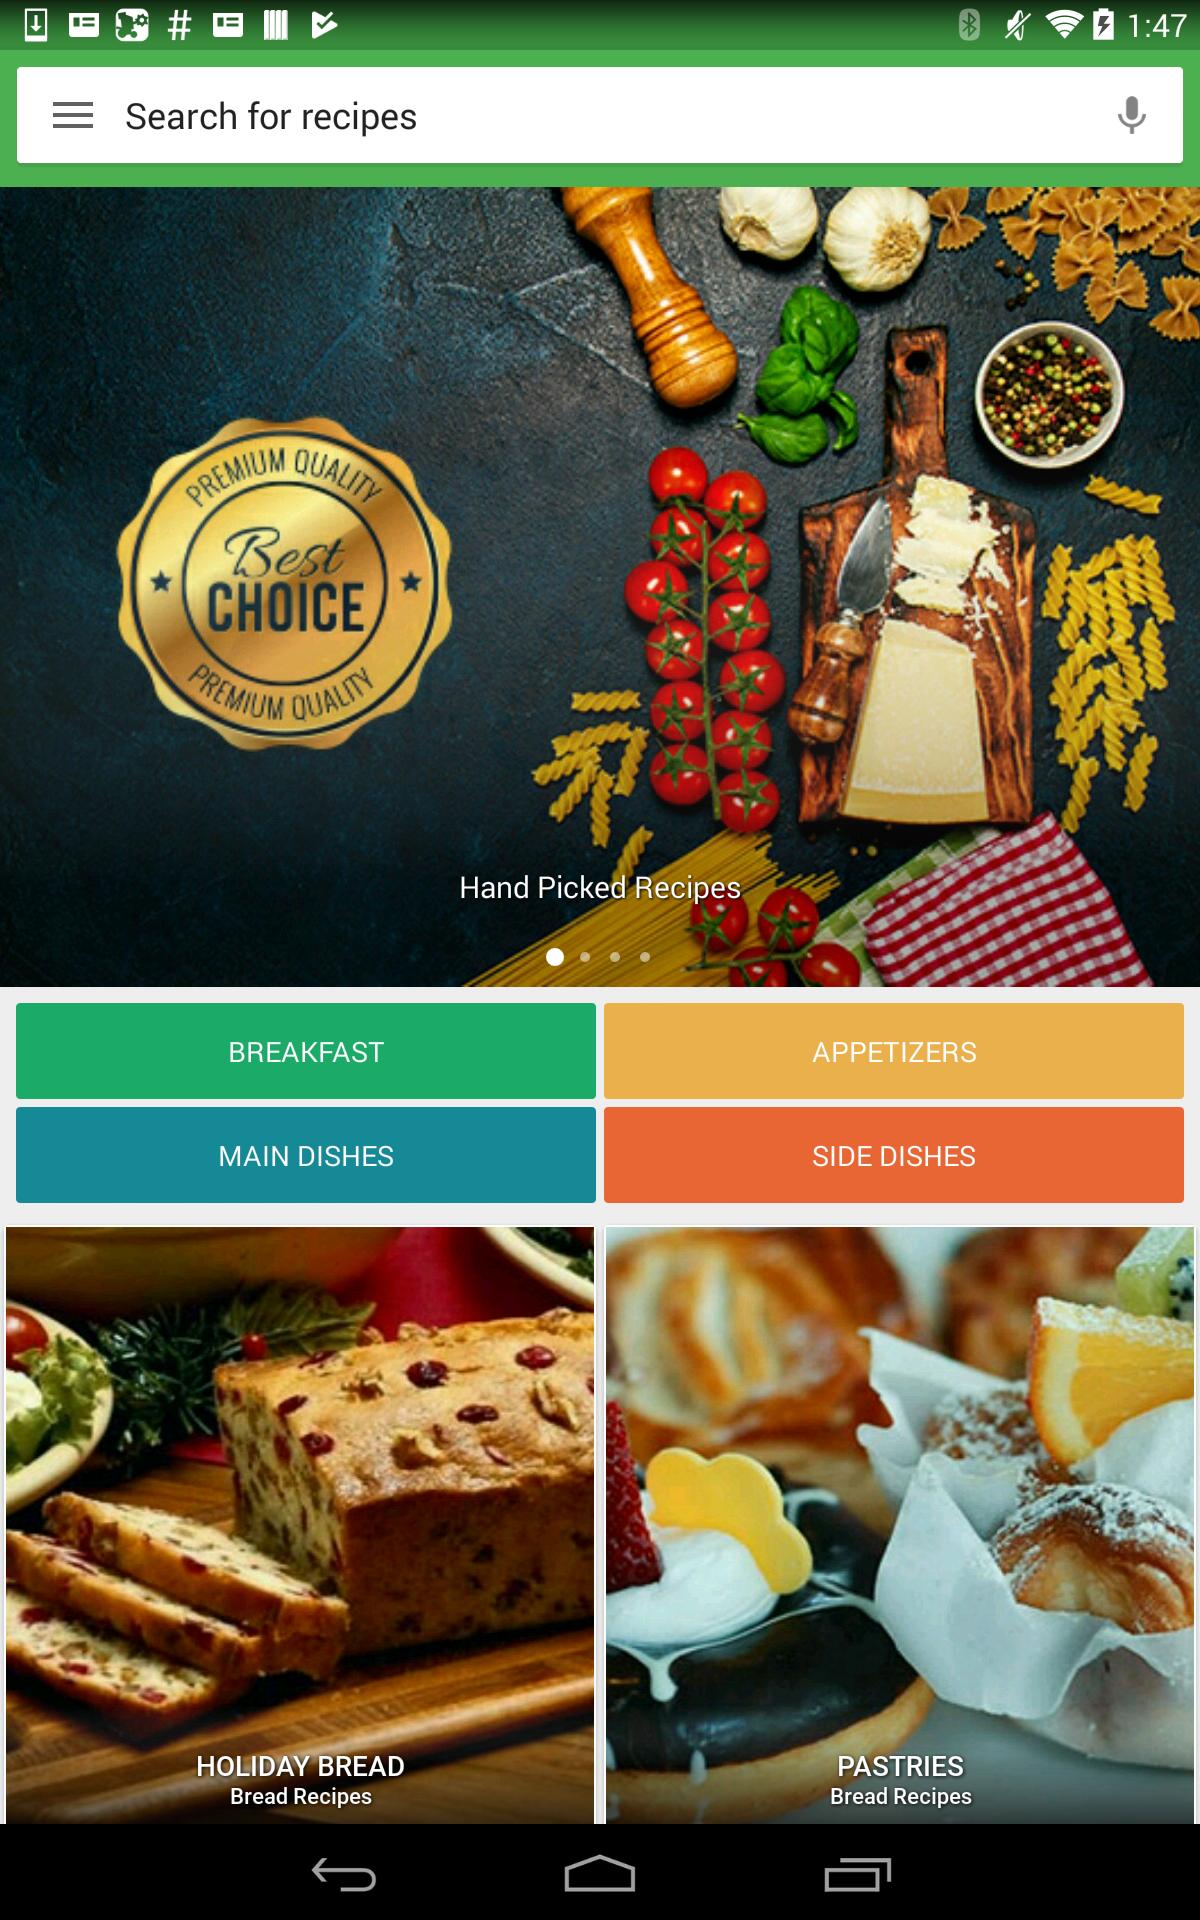 1:47
Search for recipes
PREMIUM QUALITY
Best
CHOICE
PREMIUM QUALITY
Hand Picked Recipes
BREAKFAST
APPETIZERS
MAIN DISHES
SIDE DISHES
HOLIDAY BREAD
Bread Recipes
PASTRIES
Bread Recipes